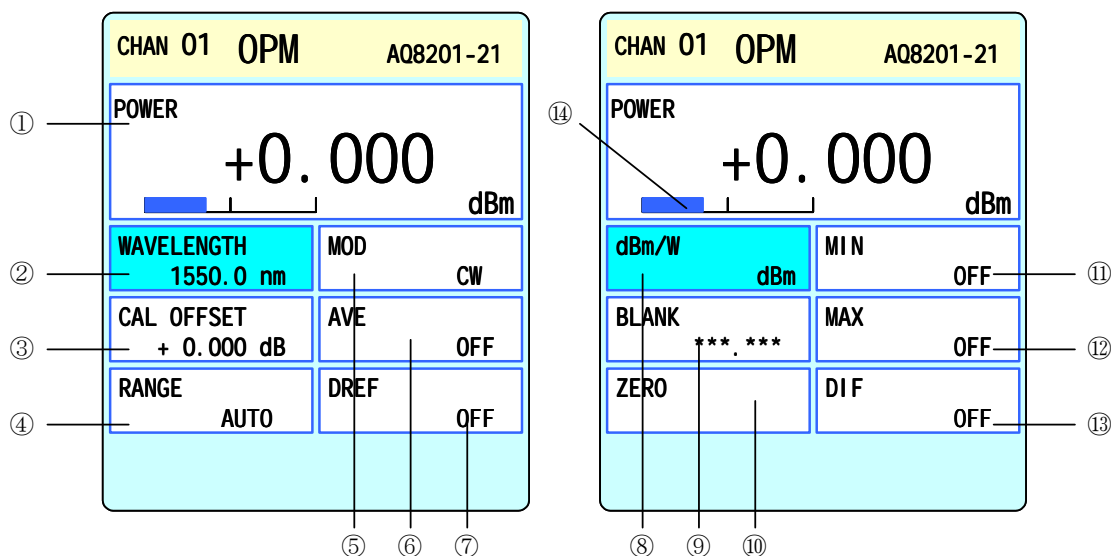 CHAN 01 OPM AQ8201-21
① POWER
+0.000
dBm
WAVELENGTH MOD
② 1550.0 nm CW
CAL OFFSET AVE
③ + 0.000 dB OFF
RANGE DREF
④ AUTO OFF
⑤ ⑥ ⑦
CHAN 01 OPM AQ8201-21
⑭ POWER
+0.000
dBm
dBm/W MIN
dBm OFF ⑪
BLANK MAX
***.*** OFF ⑫
ZERO DIF
OFF ⑬
⑧ ⑨ ⑩